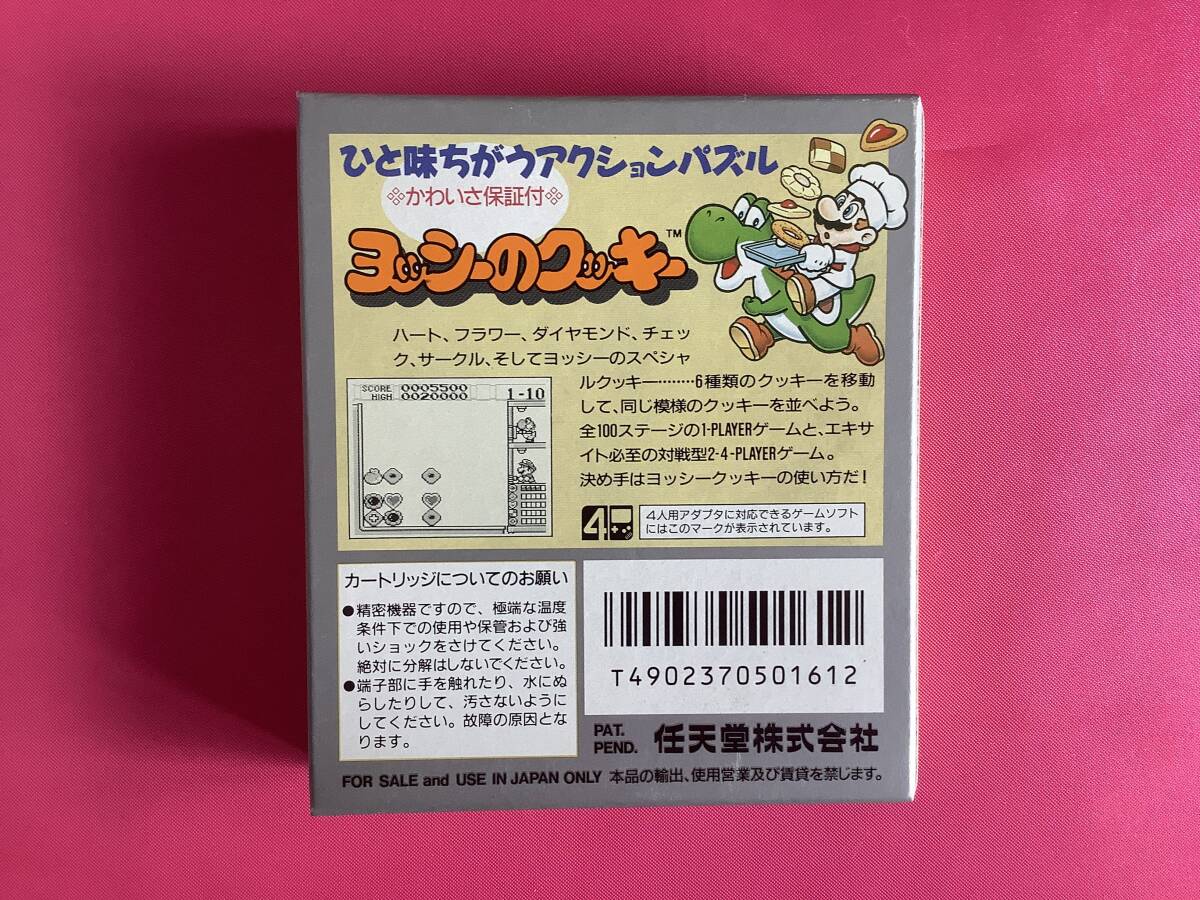 ひと味ちがうアクションパズル
※かわいさ保証付※
ヨッシーのクッキー™
ハート、フラワー、ダイヤモンド、チェッ
ク、サークル、そしてヨッシーのスペシャ
ルクッキー………6種類のクッキーを移動
して、同じ模様のクッキーを並べよう。
全100ステージの1-PLAYERゲームと、エキサ
イト必至の対戦型2-4-PLAYERゲーム。
決め手はヨッシークッキーの使い方だ!
SCORE 0005500
HIGH 0020000
1-10
4
4人用アダプタに対応できるゲームソフト
にはこのマークが表示されています。
カートリッジについてのお願い
●精密機器ですので、極端な温度
条件下での使用や保管および強
いショックをさけてください。
絶対に分解はしないでください。
●端子部に手を触れたり、水にぬ
らしたりして、汚さないように
してください。故障の原因とな
ります。
T4902370501612
PAT.
PEND.
任天堂株式会社
FOR SALE and USE IN JAPAN ONLY 本品の輸出、使用営業及び賃貸を禁じます。